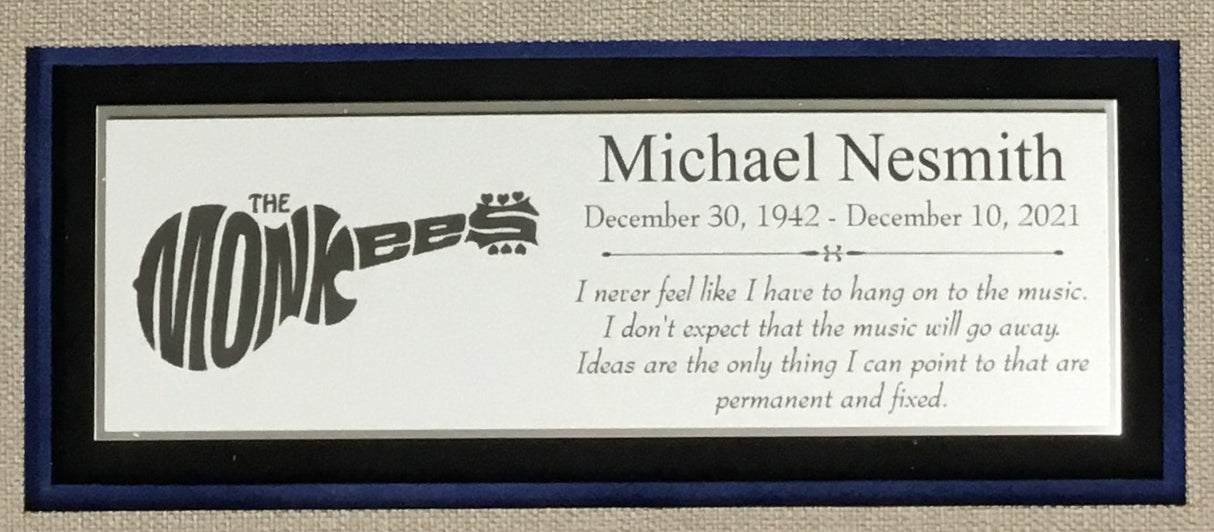 THE
MONKEES
Michael Nesmith
December 30, 1942 - December 10, 2021
I never feel like I have to hang on to the music.
I don't expect that the music will go away.
Ideas are the only thing I can point to that are
permanent and fixed.